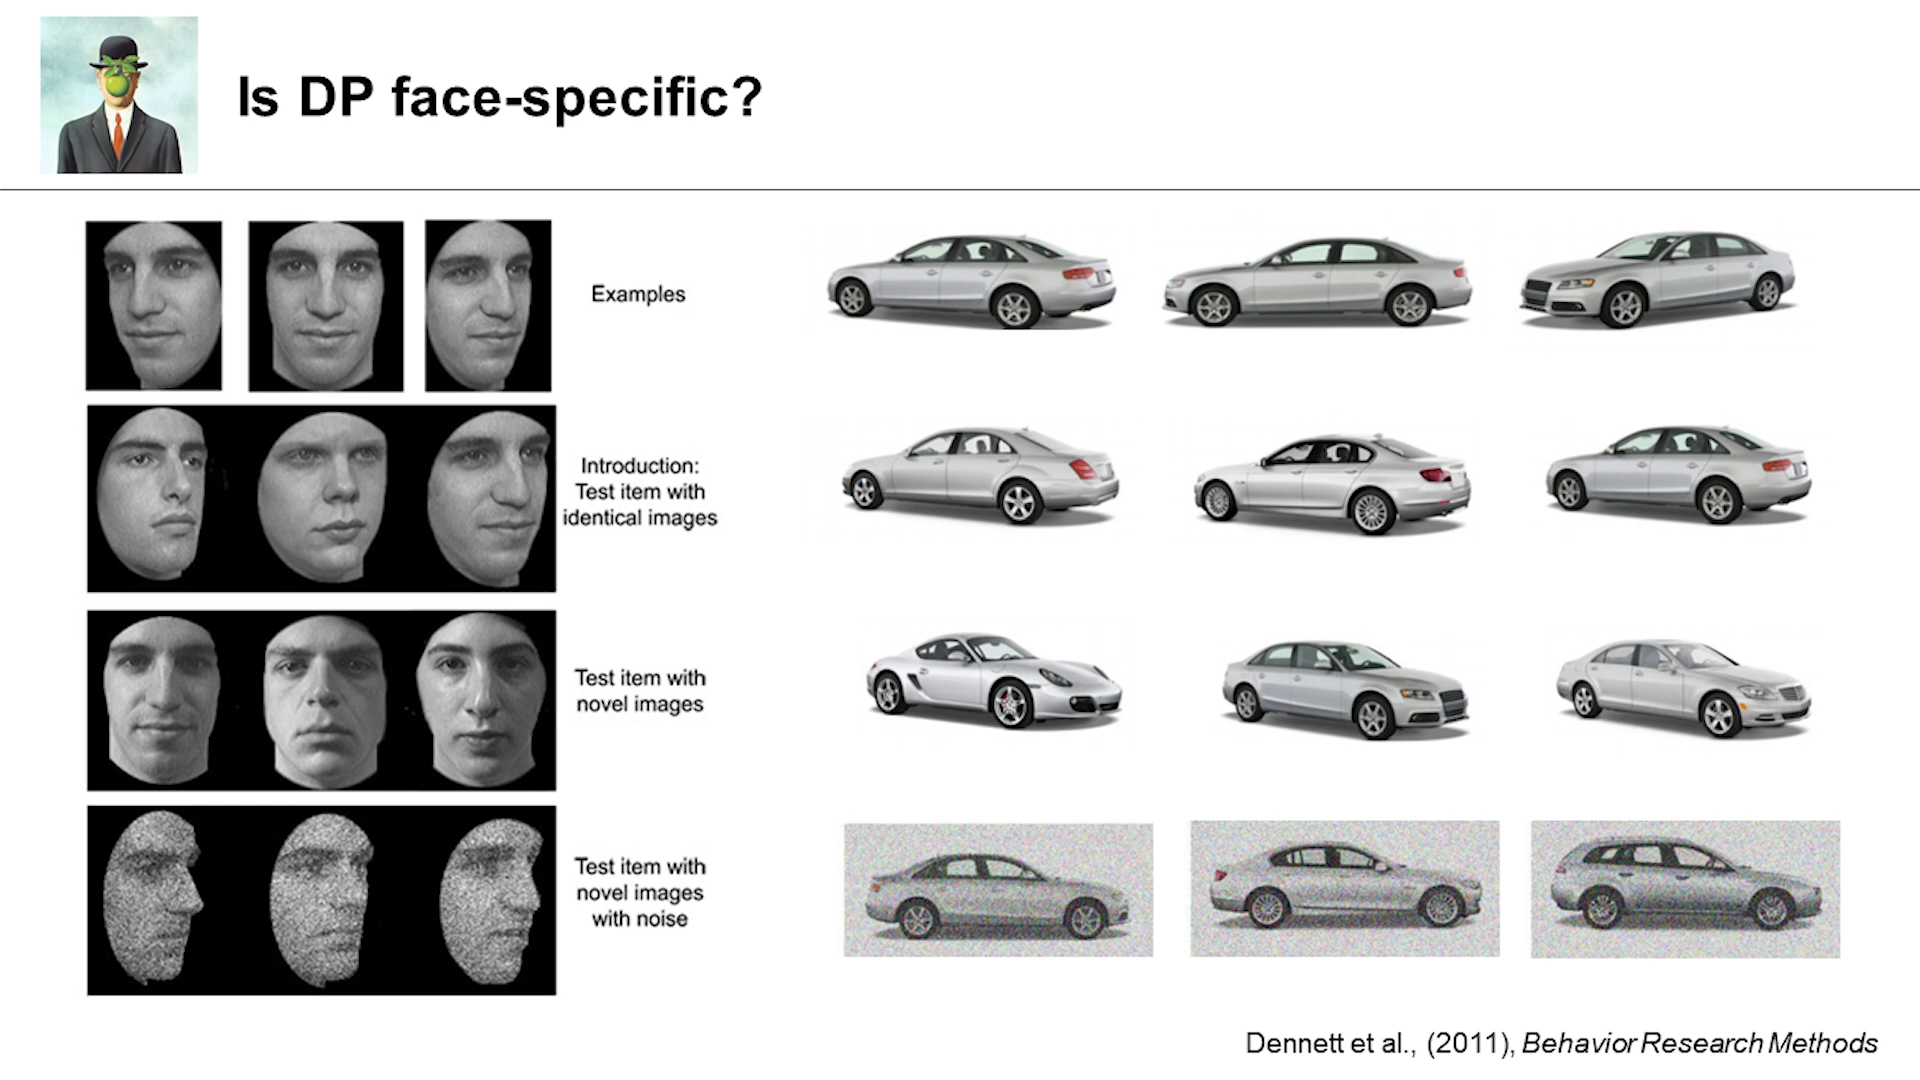 Is DP face-specific?
Examples
Introduction:
Test item with
identical images
Test item with
novel images
Test item with
novel images
with noise
Dennett et al., (2011), Behavior Research Methods